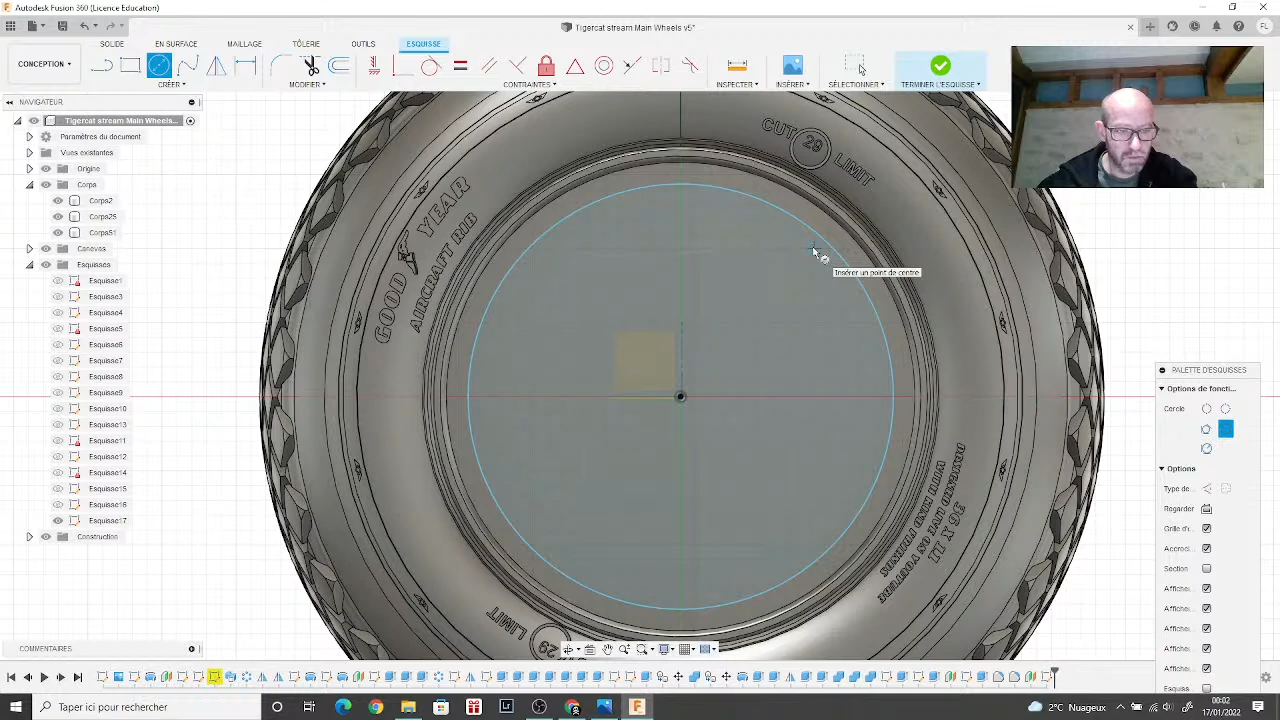 Autodesk Fusion 360 (Licence Education)
Tigercat stream Main Wheels v5*
FL
CONCEPTION
SOLIDE EN SURFACE MAILLAGE TÔLERIE OUTILS ESQUISSE
CRÉER MODIFIER CONTRAINTES INSPECTER INSÉRER SÉLECTIONNER TERMINER L'ESQUISSE
NAVIGATEUR
Tigercat stream Main Wheels...
Paramètres du document
Vues existantes
Origine
Corps
Corps2
Corps25
Corps51
Canevas
Esquisses
Esquisse1
Esquisse3
Esquisse4
Esquisse5
Esquisse6
Esquisse7
Esquisse8
Esquisse9
Esquisse10
Esquisse13
Esquisse11
Esquisse12
Esquisse14
Esquisse15
Esquisse16
Esquisse17
Construction
CUT 29 LIMIT
GOOD YEAR
AIRCRAFT RIB
LIMIT
29
Insérer un point de centre
PALETTE D'ESQUISSES
Options de foncti...
Cercle
Options
Type de...
Regarder
Grille d'...
Accroc...
Section
Affiche...
Affiche...
Affiche...
Affiche...
Affiche...
Esquiss...
COMMENTAIRES
Taper ici pour rechercher
2°C Nuageux
00:02
17/01/2022